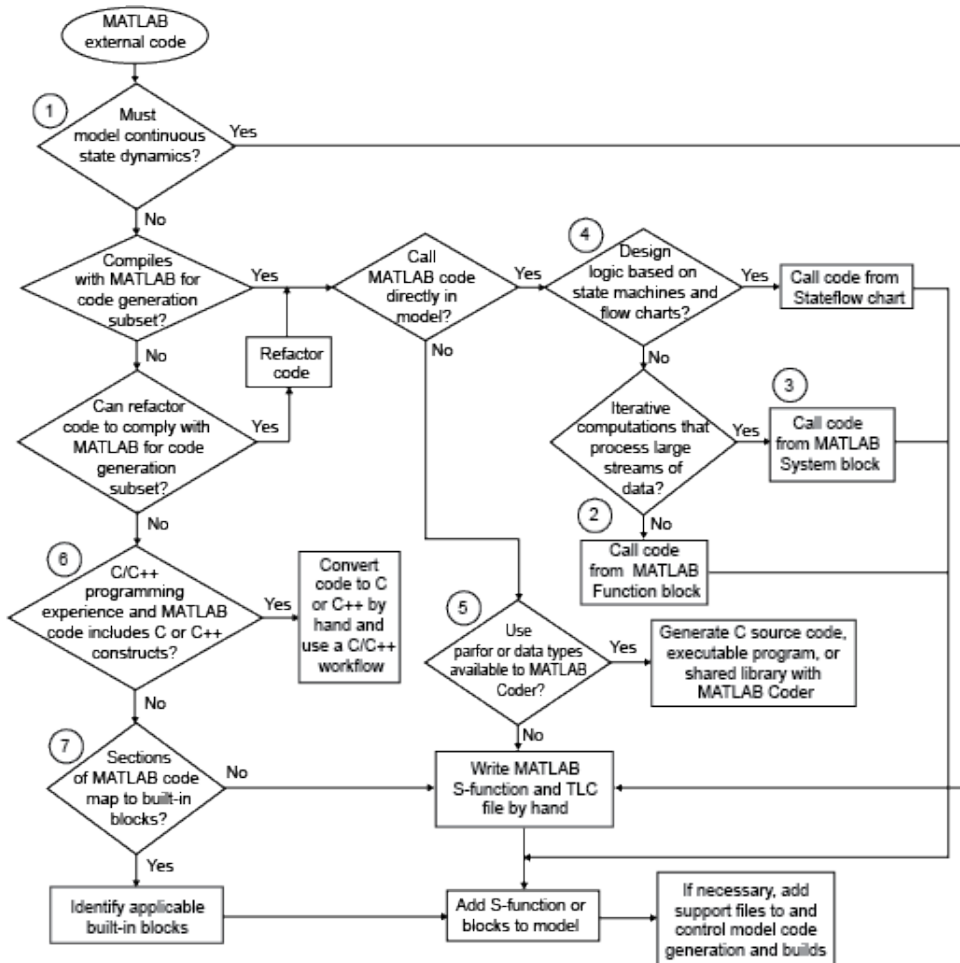 MATLAB
external code
1
Must
model continuous
state dynamics?
Yes
No
Compiles
with MATLAB for
code generation
subset?
Yes
No
Refactor
code
Can refactor
code to comply with
MATLAB for code
generation
subset?
Yes
No
Call
MATLAB code
directly in
model?
Yes
No
4
Design
logic based on
state machines and
flow charts?
Yes
Call code from
Stateflow chart
No
Iterative
computations that
process large
streams of
data?
Yes
3
Call code
from MATLAB
System block
No
2
Call code
from MATLAB
Function block
6
C/C++
programming
experience and MATLAB
code includes C or C++
constructs?
Yes
Convert
code to C
or C++ by
hand and
use a C/C++
workflow
No
5
Use
parfor or data types
available to MATLAB
Coder?
Yes
Generate C source code,
executable program, or
shared library with
MATLAB Coder
No
7
Sections
of MATLAB code
map to built-in
blocks?
No
Write MATLAB
S-function and TLC
file by hand
Yes
Identify applicable
built-in blocks
Add S-function or
blocks to model
If necessary, add
support files to and
control model code
generation and builds